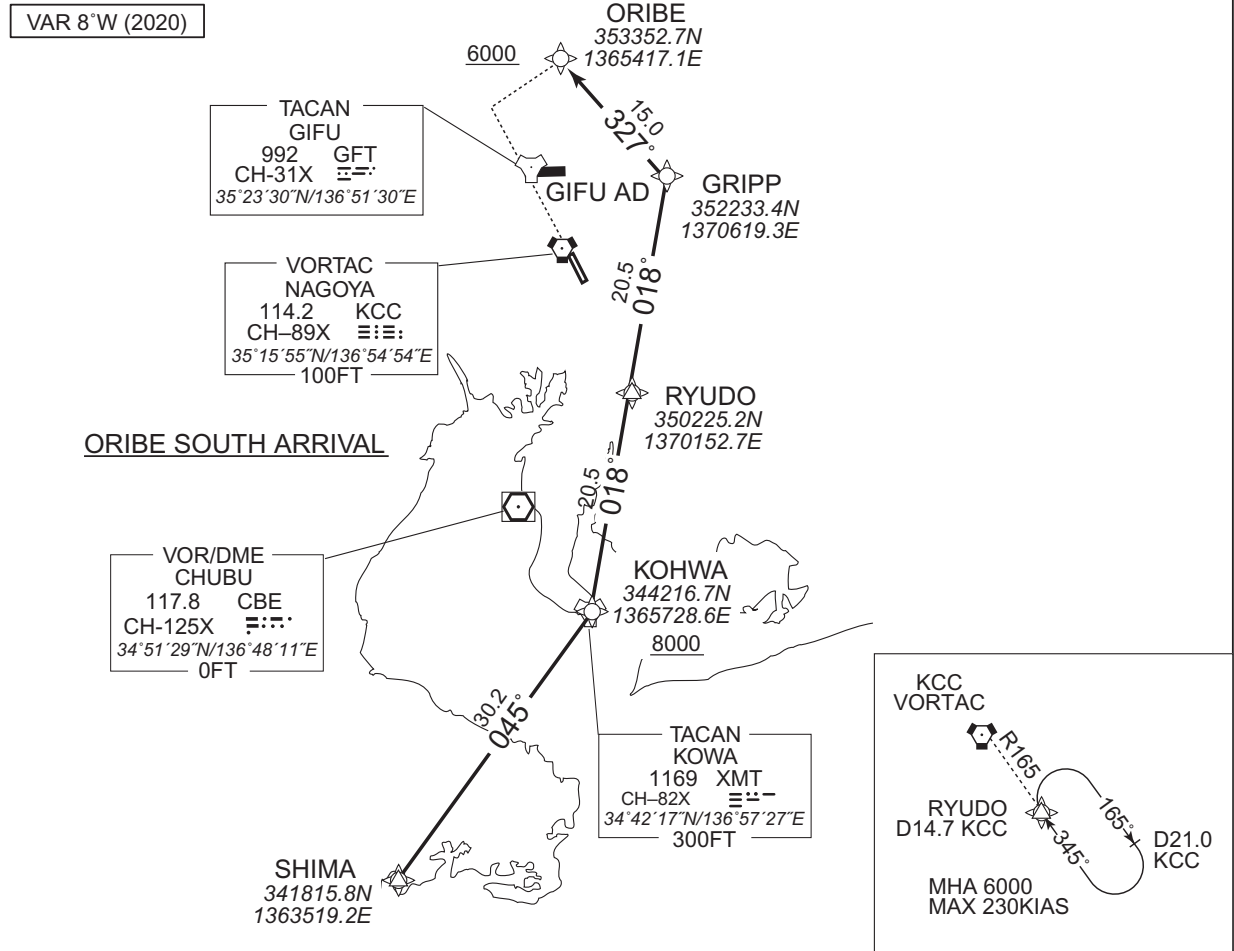 VAR 8˚W (2020)
ORIBE
353352.7N
1365417.1E
6000
15.0
327˚
TACAN
GIFU
992 GFT
CH-31X
35˚23´30˝N/136˚51´30˝E
GIFU AD
GRIPP
352233.4N
1370619.3E
VORTAC
NAGOYA
114.2 KCC
CH–89X
35˚15´55˝N/136˚54´54˝E
100FT
20.5
018˚
RYUDO
350225.2N
1370152.7E
ORIBE SOUTH ARRIVAL
20.5
018˚
VOR/DME
CHUBU
117.8 CBE
CH-125X
34˚51´29˝N/136˚48´11˝E
0FT
KOHWA
344216.7N
1365728.6E
8000
30.2
045˚
TACAN
KOWA
1169 XMT
CH–82X
34˚42´17˝N/136˚57´27˝E
300FT
SHIMA
341815.8N
1363519.2E
KCC
VORTAC
R165
RYUDO
D14.7 KCC
165˚
345˚
D21.0
KCC
MHA 6000
MAX 230KIAS